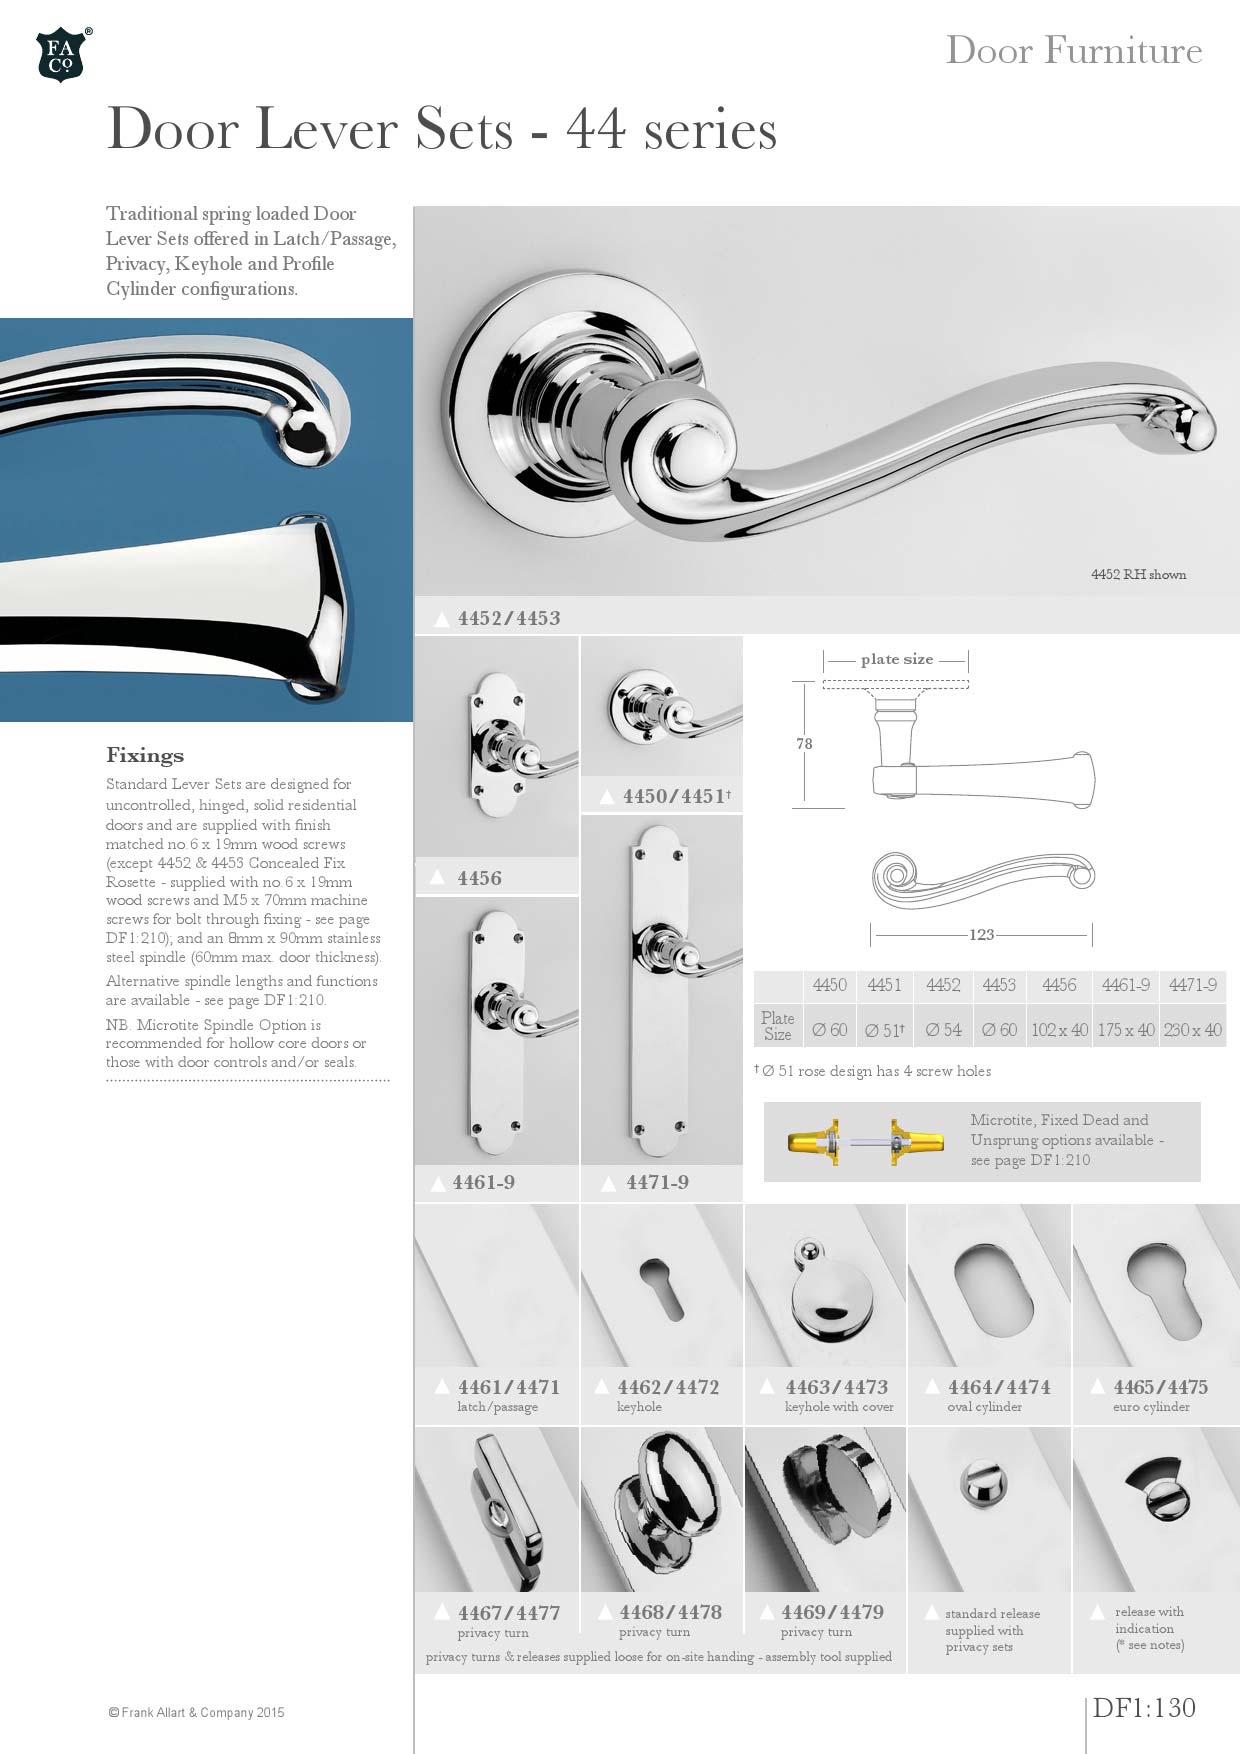 FA
Co.
®
Door Furniture
Door Lever Sets - 44 series
Traditional spring loaded Door
Lever Sets offered in Latch/Passage,
Privacy, Keyhole and Profile
Cylinder configurations.
4452 RH shown
4452/4453
Fixings
Standard Lever Sets are designed for
uncontrolled, hinged, solid residential
doors and are supplied with finish
matched no.6 x 19mm wood screws
(except 4452 & 4453 Concealed Fix
Rosette - supplied with no.6 x 19mm
wood screws and M5 x 70mm machine
screws for bolt through fixing - see page
DF1:210); and an 8mm x 90mm stainless
steel spindle (60mm max. door thickness).
Alternative spindle lengths and functions
are available - see page DF1:210.
NB. Microtite Spindle Option is
recommended for hollow core doors or
those with door controls and/or seals.
4450/4451†
4456
4461-9
4471-9
plate size
78
123
4450 4451 4452 4453 4456 4461-9 4471-9
Plate
Size
Ø 60 Ø 51† Ø 54 Ø 60 102 x 40 175 x 40 230 x 40
† Ø 51 rose design has 4 screw holes
Microtite, Fixed Dead and
Unsprung options available -
see page DF1:210
4461/4471
latch/passage
4462/4472
keyhole
4463/4473
keyhole with cover
4464/4474
oval cylinder
4465/4475
euro cylinder
4467/4477
privacy turn
4468/4478
privacy turn
4469/4479
privacy turn
standard release
supplied with
privacy sets
release with
indication
(* see notes)
privacy turns & releases supplied loose for on-site handing - assembly tool supplied
© Frank Allart & Company 2015
DF1:130